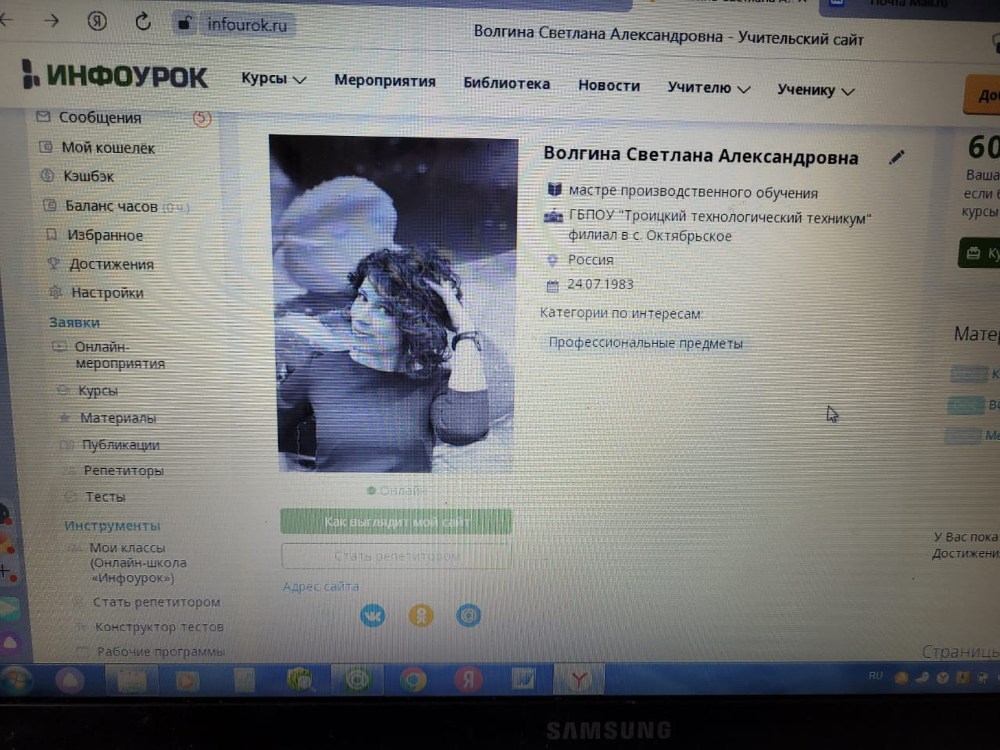 infourok.ru
Волгина Светлана Александровна - Учительский сайт
ИНФОУРОК
Курсы
Мероприятия
Библиотека
Новости
Учителю
Ученику
Сообщения
5
Мой кошелёк
Кэшбэк
Баланс часов (0 ч.)
Избранное
Достижения
Настройки
Заявки
Онлайн-
мероприятия
Курсы
Материалы
Публикации
Репетиторы
Тесты
Инструменты
Мои классы
(Онлайн-школа
«Инфоурок»)
Стать репетитором
Конструктор тестов
Рабочие программы
Онлайн
Как выглядит мой сайт
Стать репетитором
Адрес сайта
Волгина Светлана Александровна
мастре производственного обучения
ГБПОУ "Троицкий технологический техникум"
филиал в с. Октябрьское
Россия
24.07.1983
Категории по интересам:
Профессиональные предметы
60
Ваша
если
курсы
У Вас пока
RU
SAMSUNG